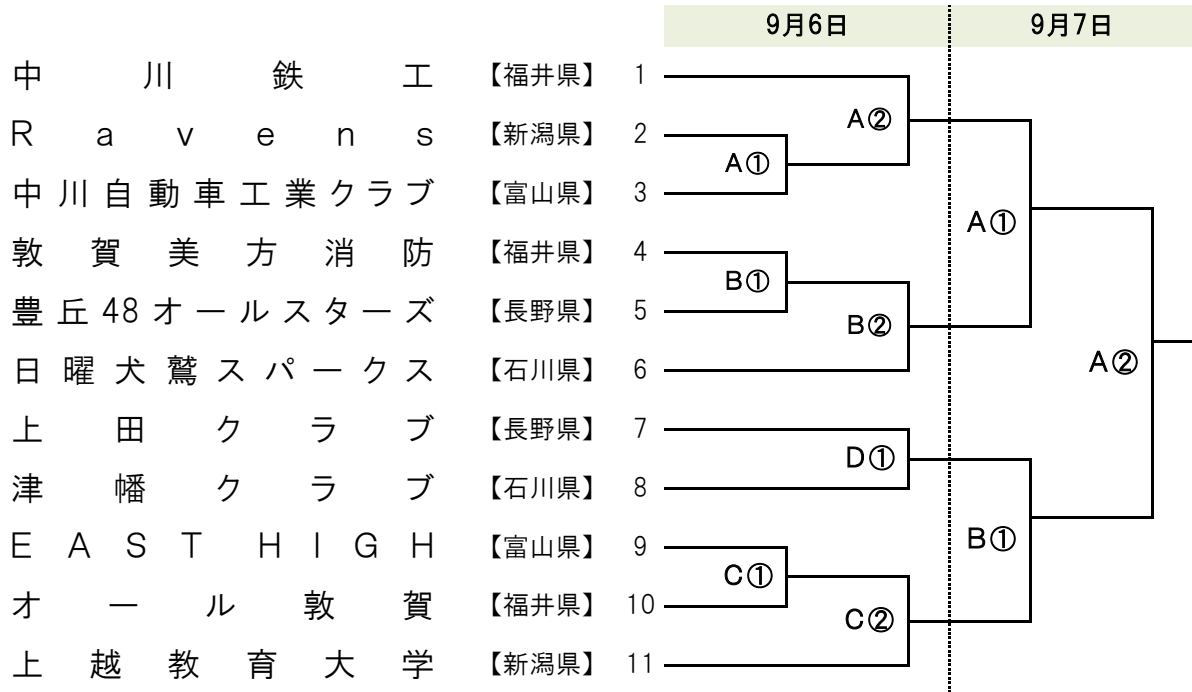 9月6日 9月7日
中川鉄工 【福井県】 1
A②
Ravens 【新潟県】 2
A①
中川自動車工業クラブ 【富山県】 3
A①
敦賀美方消防 【福井県】 4
B①
豊丘48オールスターズ 【長野県】 5
B②
日曜犬鷲スパークス 【石川県】 6
A②
上田クラブ 【長野県】 7
D①
津幡クラブ 【石川県】 8
B①
EAST HIGH 【富山県】 9
C①
オール敦賀 【福井県】 10
C②
上越教育大学 【新潟県】 11